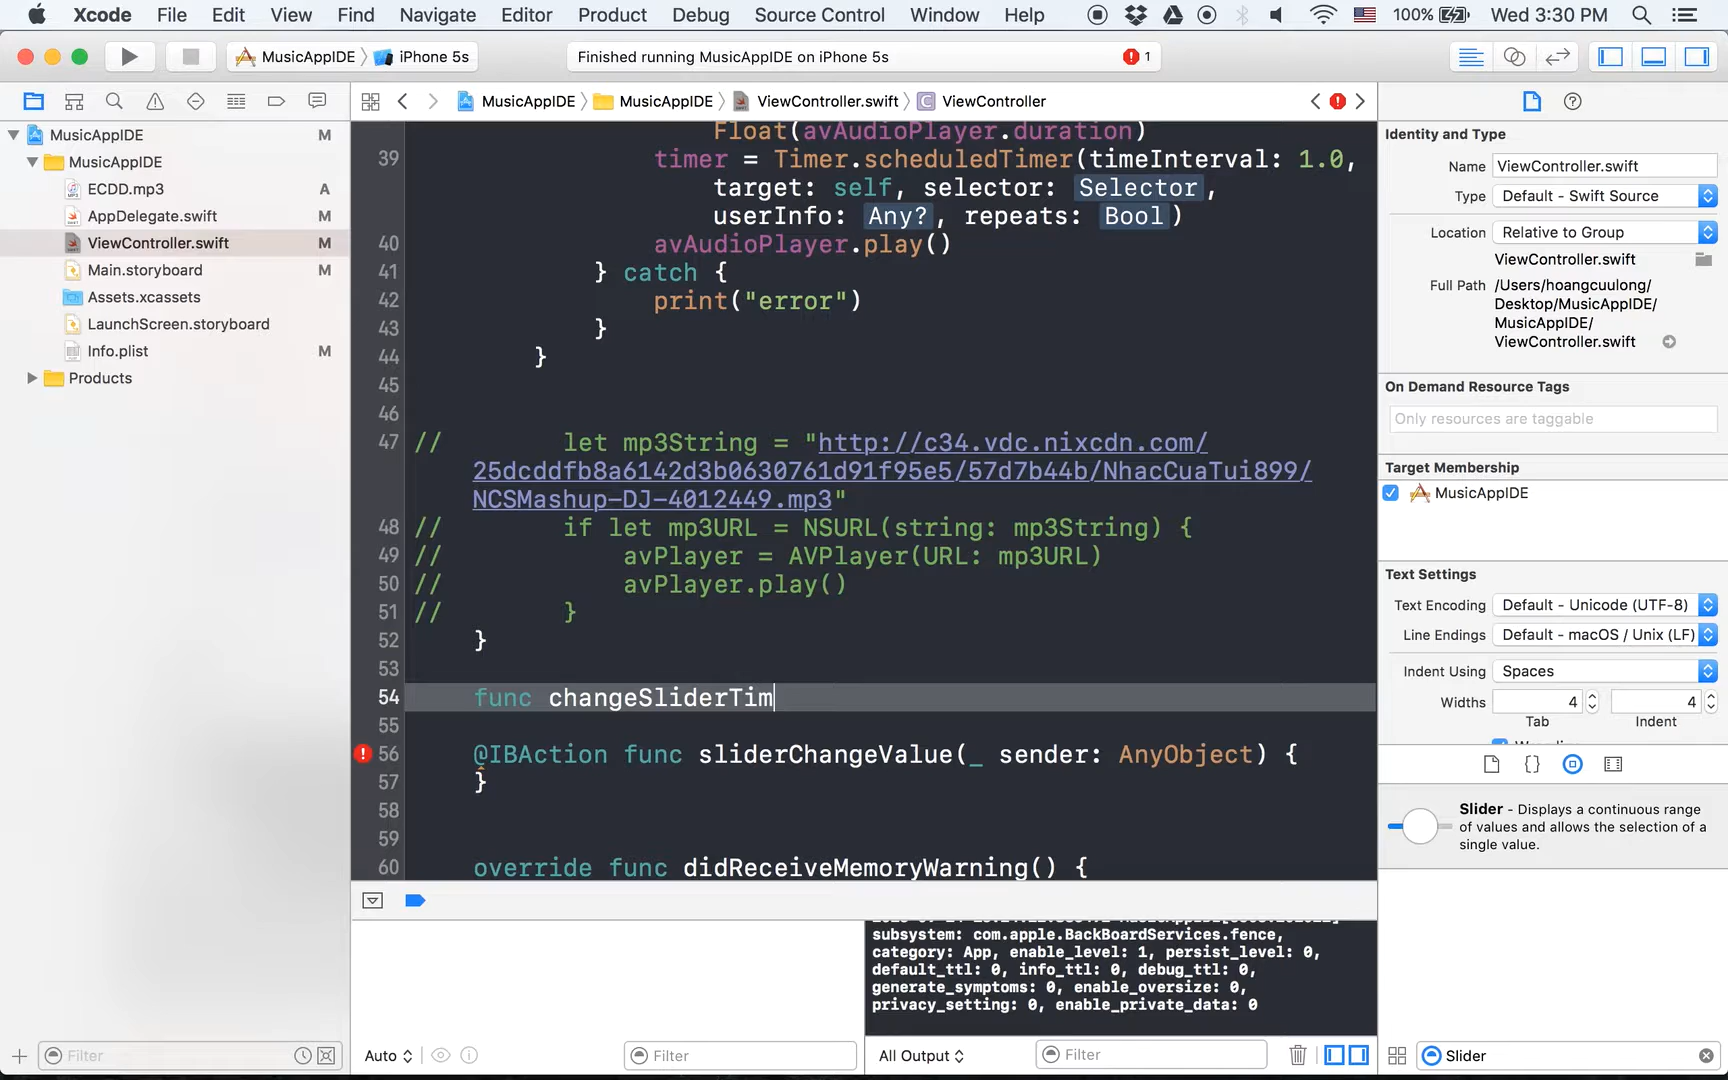 Xcode File Edit View Find Navigate Editor Product Debug Source Control Window Help 100% Wed 3:30 PM
MusicAppIDE iPhone 5s Finished running MusicAppIDE on iPhone 5s 1
MusicAppIDE MusicAppIDE ViewController.swift ViewController
MusicAppIDE M
MusicAppIDE
ECDD.mp3 A
AppDelegate.swift M
ViewController.swift M
Main.storyboard M
Assets.xcassets
LaunchScreen.storyboard
Info.plist M
Products
Filter
Float(avAudioPlayer.duration)
39 timer = Timer.scheduledTimer(timeInterval: 1.0,
target: self, selector: Selector,
userInfo: Any?, repeats: Bool)
40 avAudioPlayer.play()
41 } catch {
42 print("error")
43 }
44 }
45
46
47 // let mp3String = "http://c34.vdc.nixcdn.com/
25dcddfb8a6142d3b0630761d91f95e5/57d7b44b/NhacCuaTui899/
NCSMashup-DJ-4012449.mp3"
48 // if let mp3URL = NSURL(string: mp3String) {
49 // avPlayer = AVPlayer(URL: mp3URL)
50 // avPlayer.play()
51 // }
52 }
53
54 func changeSliderTim
55
56 @IBAction func sliderChangeValue(_ sender: AnyObject) {
57 }
58
59
60 override func didReceiveMemoryWarning() {
subsystem: com.apple.BackBoardServices.fence,
category: App, enable_level: 1, persist_level: 0,
default_ttl: 0, info_ttl: 0, debug_ttl: 0,
generate_symptoms: 0, enable_oversize: 0,
privacy_setting: 0, enable_private_data: 0
Auto Filter All Output Filter
Identity and Type
Name ViewController.swift
Type Default - Swift Source
Location Relative to Group
ViewController.swift
Full Path /Users/hoangcuulong/
Desktop/MusicAppIDE/
MusicAppIDE/
ViewController.swift
On Demand Resource Tags
Only resources are taggable
Target Membership
MusicAppIDE
Text Settings
Text Encoding Default - Unicode (UTF-8)
Line Endings Default - macOS / Unix (LF)
Indent Using Spaces
Widths 4 4
Tab Indent
{}
Slider - Displays a continuous range
of values and allows the selection of a
single value.
Slider